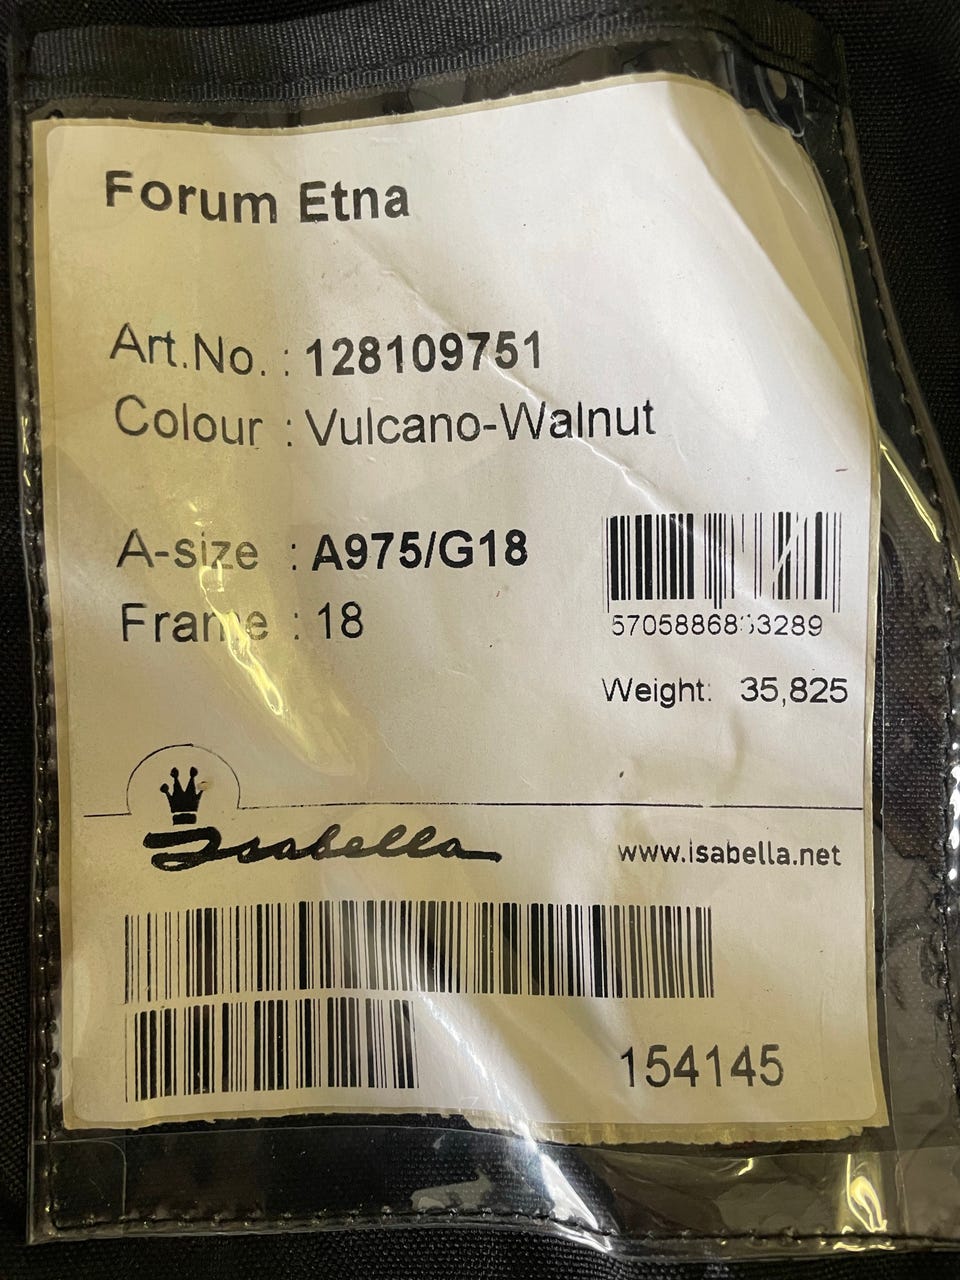 Forum Etna
Art.No. : 128109751
Colour : Vulcano-Walnut
A-size : A975/G18
Frame : 18
Weight: 35,825
Isabella
www.isabella.net
154145